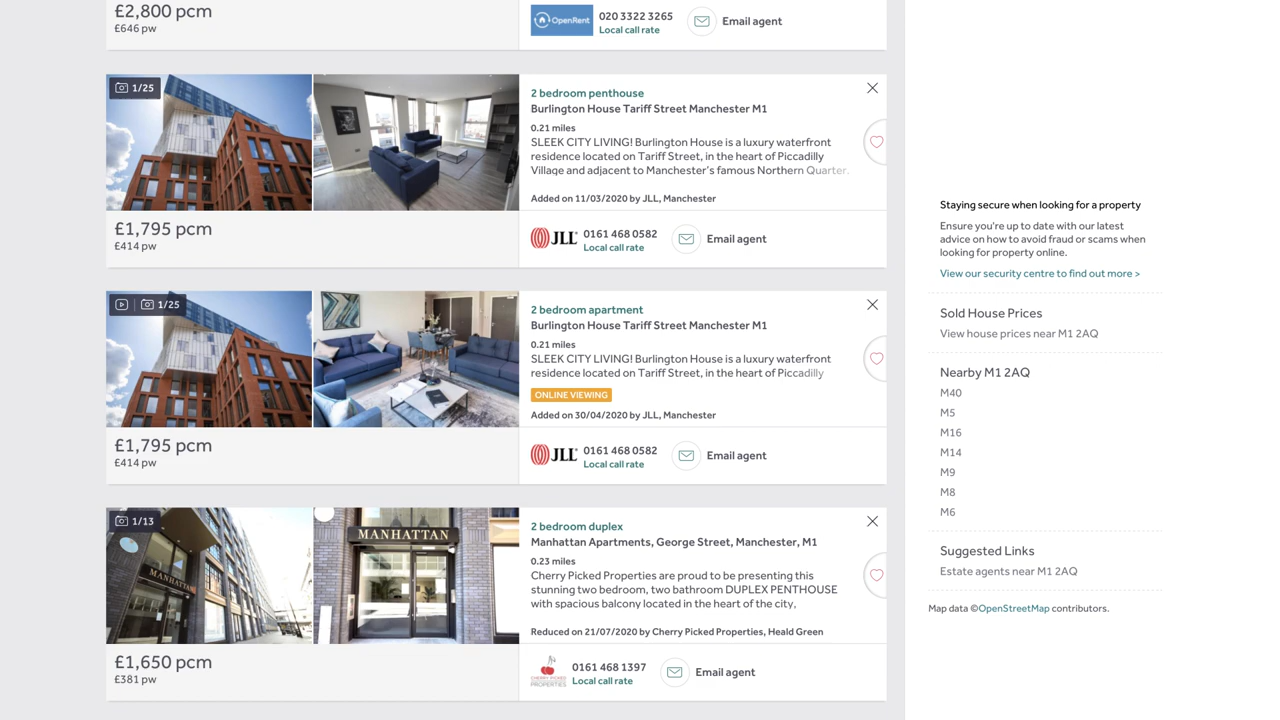 £2,800 pcm
£646 pw
OpenRent
020 3322 3265
Local call rate
Email agent
1/25
2 bedroom penthouse
Burlington House Tariff Street Manchester M1
0.21 miles
SLEEK CITY LIVING! Burlington House is a luxury waterfront
residence located on Tariff Street, in the heart of Piccadilly
Village and adjacent to Manchester's famous Northern Quarter.
Added on 11/03/2020 by JLL, Manchester
£1,795 pcm
£414 pw
JLL
0161 468 0582
Local call rate
Email agent
1/25
2 bedroom apartment
Burlington House Tariff Street Manchester M1
0.21 miles
SLEEK CITY LIVING! Burlington House is a luxury waterfront
residence located on Tariff Street, in the heart of Piccadilly
ONLINE VIEWING
Added on 30/04/2020 by JLL, Manchester
£1,795 pcm
£414 pw
JLL
0161 468 0582
Local call rate
Email agent
1/13
MANHATTAN
MANHATTAN
2 bedroom duplex
Manhattan Apartments, George Street, Manchester, M1
0.23 miles
Cherry Picked Properties are proud to be presenting this
stunning two bedroom, two bathroom DUPLEX PENTHOUSE
with spacious balcony located in the heart of the city,
Reduced on 21/07/2020 by Cherry Picked Properties, Heald Green
£1,650 pcm
£381 pw
CHERRY PICKED
PROPERTIES
0161 468 1397
Local call rate
Email agent
Staying secure when looking for a property
Ensure you're up to date with our latest
advice on how to avoid fraud or scams when
looking for property online.
View our security centre to find out more >
Sold House Prices
View house prices near M1 2AQ
Nearby M1 2AQ
M40
M5
M16
M14
M9
M8
M6
Suggested Links
Estate agents near M1 2AQ
Map data ©OpenStreetMap contributors.